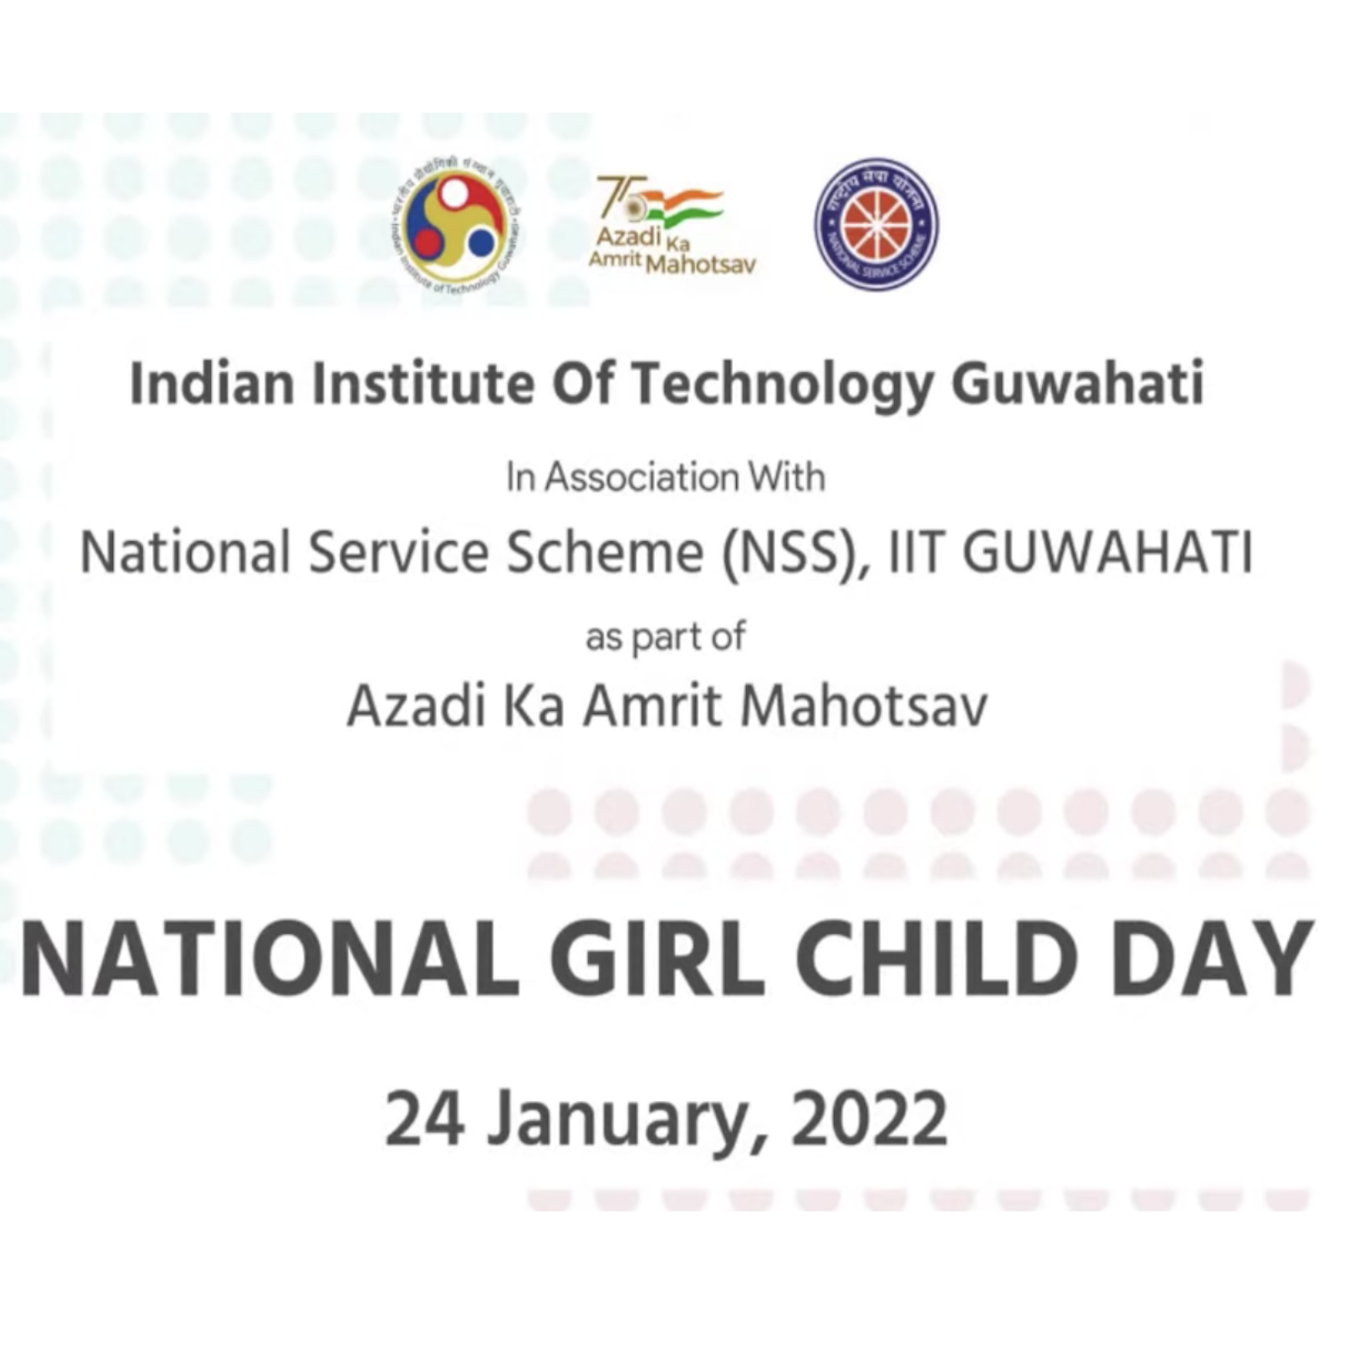 भारतीय प्रौद्योगिकी संस्थान गुवाहाटी
Indian Institute of Technology Guwahati
75
Azadi Ka
Amrit Mahotsav
राष्ट्रीय सेवा योजना
NATIONAL SERVICE SCHEME
Indian Institute Of Technology Guwahati
In Association With
National Service Scheme (NSS), IIT GUWAHATI
as part of
Azadi Ka Amrit Mahotsav
NATIONAL GIRL CHILD DAY
24 January, 2022